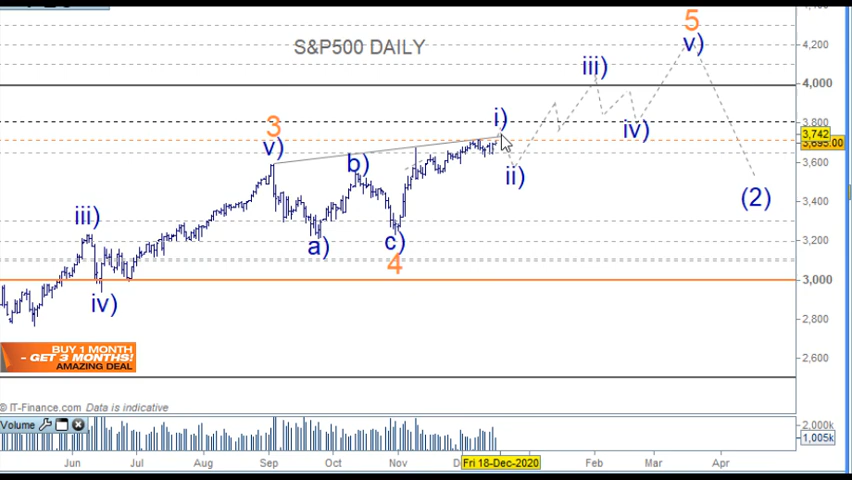 5
4,200
S&P500 DAILY
v)
iii)
4,000
i)
3,800
3
3,742
iv)
3,695.00
v)
b)
3,600
ii)
(2)
iii)
3,400
a)
c)
3,200
4
iv)
3,000
2,800
BUY 1 MONTH
- GET 3 MONTHS!
AMAZING DEAL
2,600
© IT-Finance.com Data is indicative
Volume
2,000k
1,005k
Jun Jul Aug Sep Oct Nov D Fri 18-Dec-2020 Feb Mar Apr